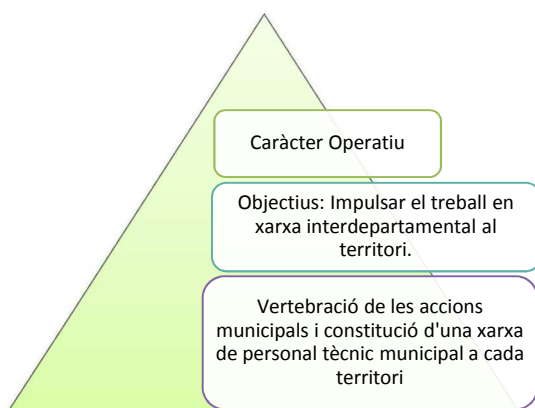 Caràcter Operatiu
Objectius: Impulsar el treball en
xarxa interdepartamental al
territori.
Vertebració de les accions
municipals i constitució d'una xarxa
de personal tècnic municipal a cada
territori